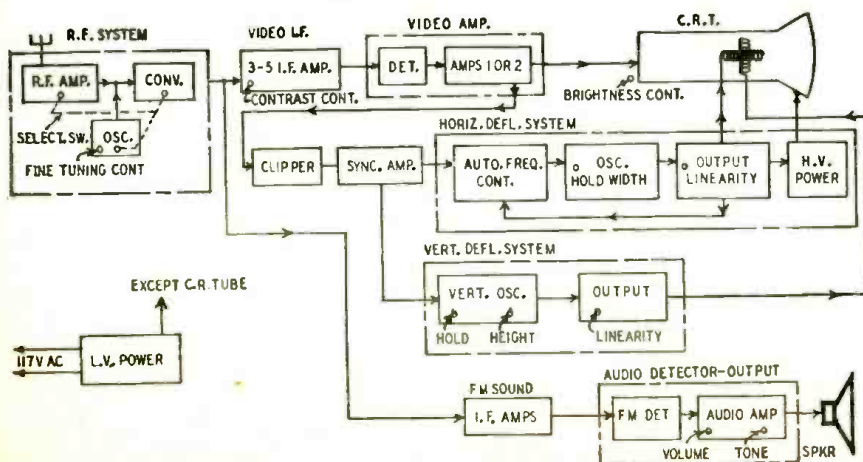 R.F. SYSTEM
R.F. AMP.
CONV.
OSC.
SELECT. SW.
FINE TUNING CONT
VIDEO I.F.
3-5 I.F. AMP.
CONTRAST CONT.
VIDEO AMP.
DET.
AMPS 1 OR 2
C.R.T.
BRIGHTNESS CONT.
CLIPPER
SYNC. AMP.
HORIZ. DEFL. SYSTEM
AUTO. FREQ.
CONT.
OSC.
HOLD WIDTH
OUTPUT
LINEARITY
H.V.
POWER
VERT. DEFL. SYSTEM
VERT. OSC.
HOLD
HEIGHT
OUTPUT
LINEARITY
EXCEPT C.R. TUBE
117V AC
L.V. POWER
FM SOUND
I.F. AMPS
AUDIO DETECTOR-OUTPUT
FM DET
AUDIO AMP
VOLUME
TONE
SPKR